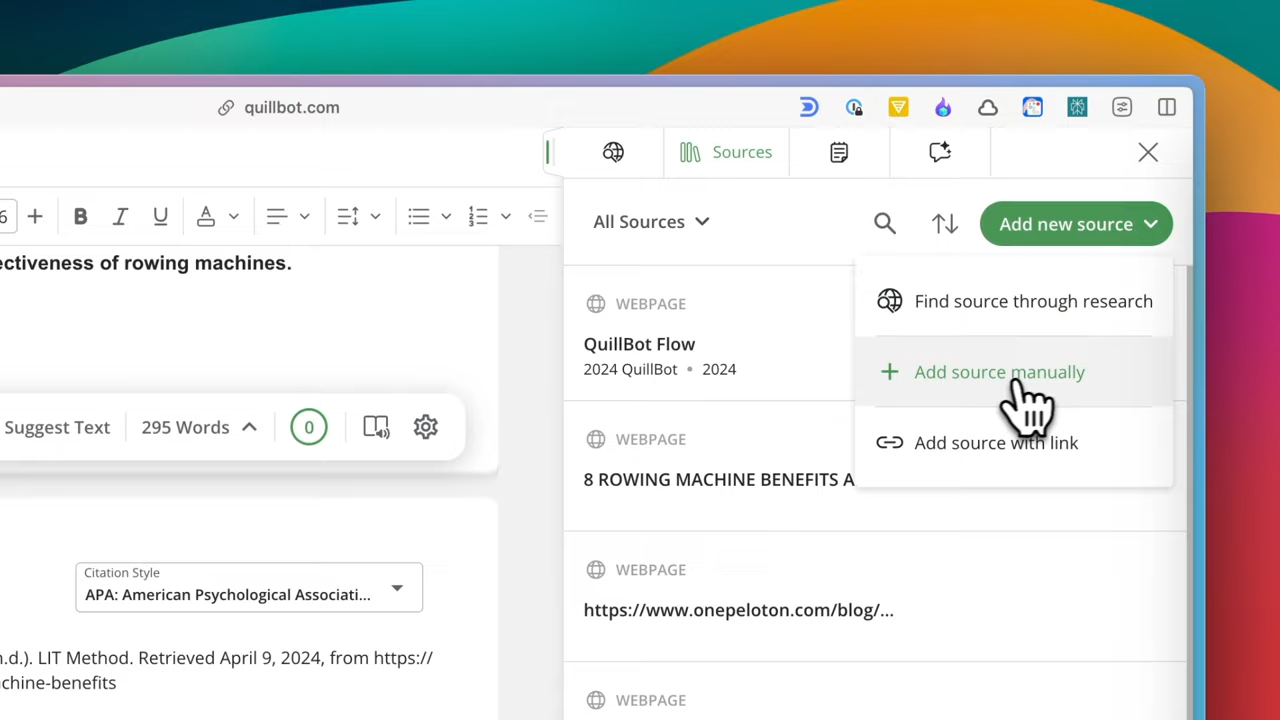 quillbot.com
Sources
6
All Sources
Add new source
ectiveness of rowing machines.
Find source through research
WEBPAGE
QuillBot Flow
2024 QuillBot • 2024
Add source manually
Suggest Text
295 Words
0
WEBPAGE
Add source with link
8 ROWING MACHINE BENEFITS A
Citation Style
APA: American Psychological Associati...
WEBPAGE
https://www.onepeloton.com/blog/...
n.d.). LIT Method. Retrieved April 9, 2024, from https://
achine-benefits
WEBPAGE